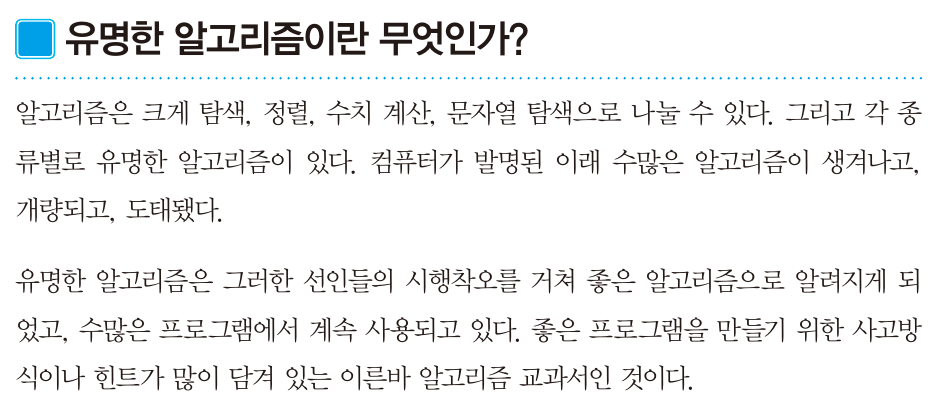 유명한 알고리즘이란 무엇인가?
알고리즘은 크게 탐색, 정렬, 수치 계산, 문자열 탐색으로 나눌 수 있다. 그리고 각 종
류별로 유명한 알고리즘이 있다. 컴퓨터가 발명된 이래 수많은 알고리즘이 생겨나고,
개량되고, 도태됐다.
유명한 알고리즘은 그러한 선인들의 시행착오를 거쳐 좋은 알고리즘으로 알려지게 되
었고, 수많은 프로그램에서 계속 사용되고 있다. 좋은 프로그램을 만들기 위한 사고방
식이나 힌트가 많이 담겨 있는 이른바 알고리즘 교과서인 것이다.